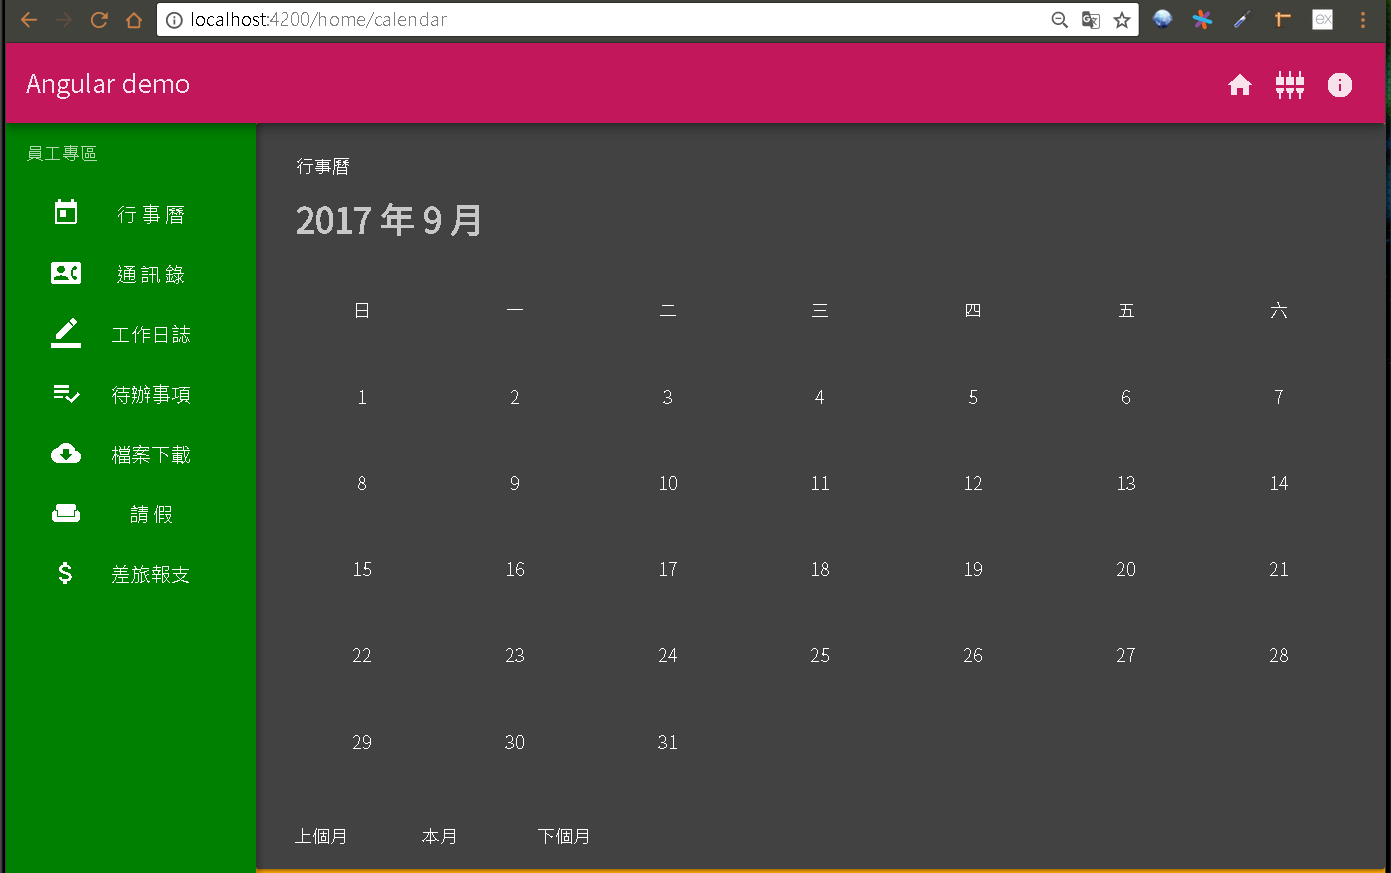 localhost:4200/home/calendar
ex
Angular demo
員工專區
行事曆
通訊錄
工作日誌
待辦事項
檔案下載
請假
差旅報支
行事曆
2017 年 9 月
日 一 二 三 四 五 六
1 2 3 4 5 6 7
8 9 10 11 12 13 14
15 16 17 18 19 20 21
22 23 24 25 26 27 28
29 30 31
上個月 本月 下個月